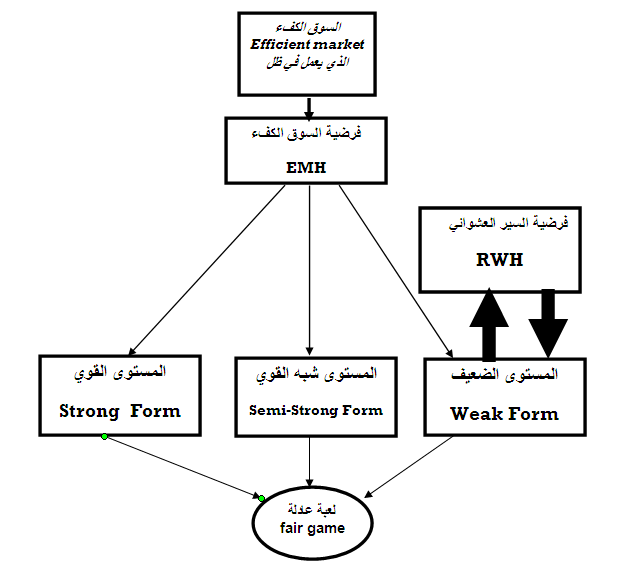 السوق الكفء
Efficient market
الذي يعمل في ظل
فرضية السوق الكفء
EMH
فرضية السير العشوائي
RWH
المستوى القوي
Strong Form
المستوى شبه القوي
Semi-Strong Form
المستوى الضعيف
Weak Form
لعبة عادلة
fair game